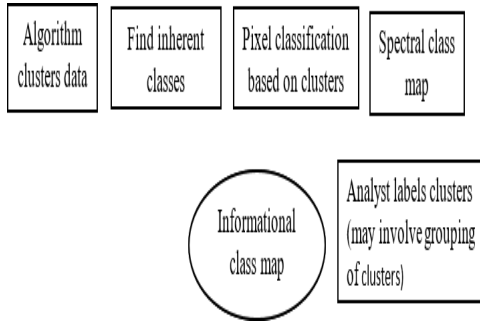 Algorithm
clusters data
Find inherent
classes
Pixel classification
based on clusters
Spectral class
map
Informational
class map
Analyst labels clusters
(may involve grouping
of clusters)